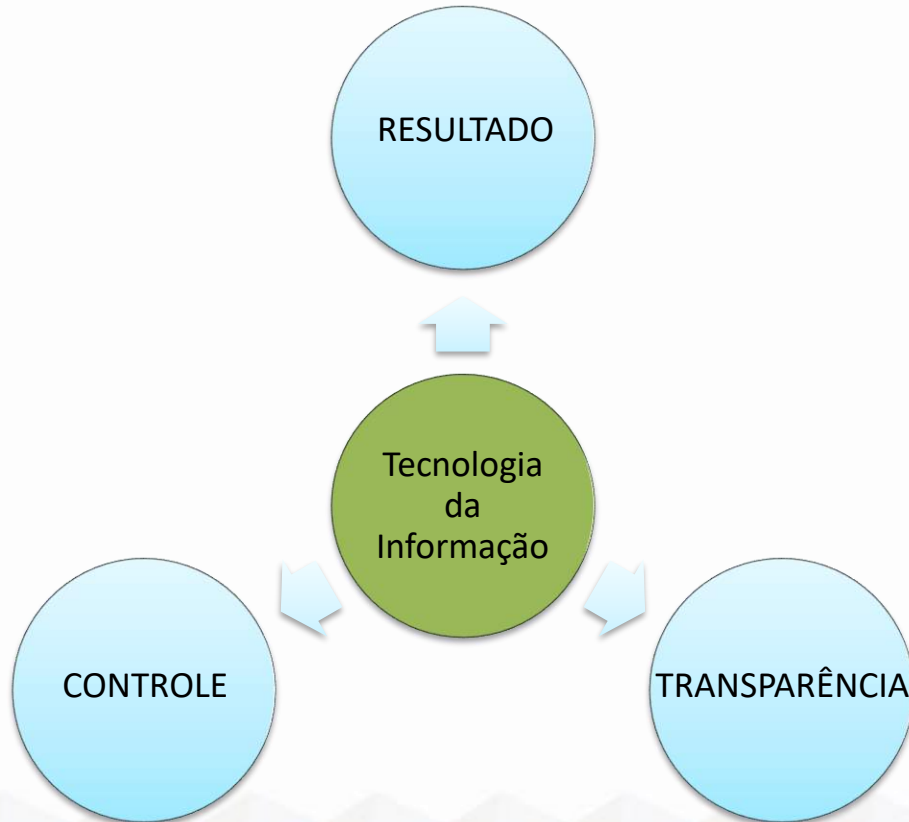 RESULTADO
Tecnologia
da
Informação
CONTROLE
TRANSPARÊNCIA